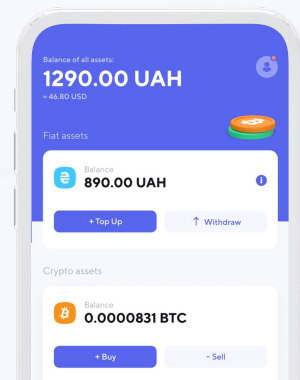 Balance of all assets:
1290.00 UAH
≈ 46.80 USD
Fiat assets
Balance
890.00 UAH
+ Top Up
↑ Withdraw
Crypto assets
Balance
0.0000831 BTC
+ Buy
- Sell